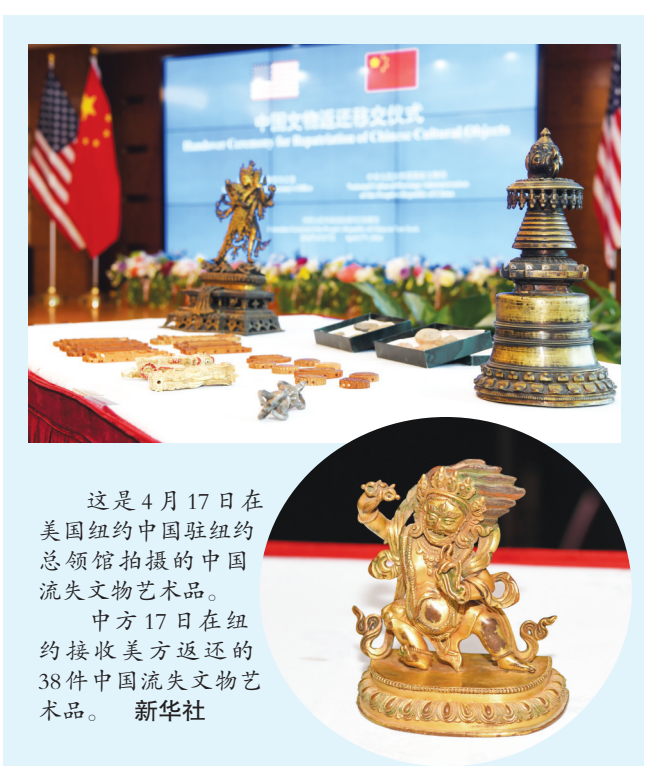 中国文物返还移交仪式
Handover Ceremony for Repatriation of Chinese Cultural Objects
这是4月17日在
美国纽约中国驻纽约
总领馆拍摄的中国
流失文物艺术品。
中方17日在纽
约接收美方返还的
38件中国流失文物艺
术品。 新华社